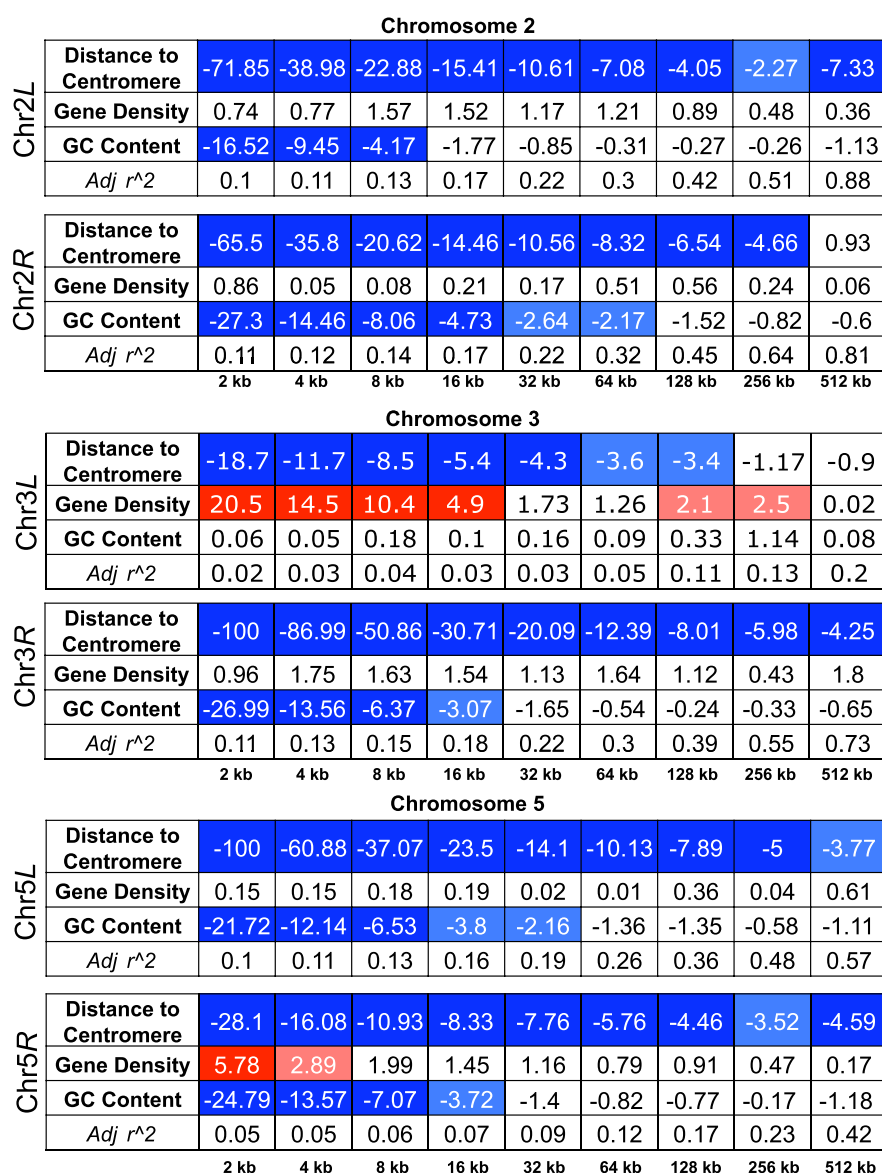 Chromosome 2
Chr2L
Distance to Centromere -71.85 -38.98 -22.88 -15.41 -10.61 -7.08 -4.05 -2.27 -7.33
Gene Density 0.74 0.77 1.57 1.52 1.17 1.21 0.89 0.48 0.36
GC Content -16.52 -9.45 -4.17 -1.77 -0.85 -0.31 -0.27 -0.26 -1.13
Adj r^2 0.1 0.11 0.13 0.17 0.22 0.3 0.42 0.51 0.88
Chr2R
Distance to Centromere -65.5 -35.8 -20.62 -14.46 -10.56 -8.32 -6.54 -4.66 0.93
Gene Density 0.86 0.05 0.08 0.21 0.17 0.51 0.56 0.24 0.06
GC Content -27.3 -14.46 -8.06 -4.73 -2.64 -2.17 -1.52 -0.82 -0.6
Adj r^2 0.11 0.12 0.14 0.17 0.22 0.32 0.45 0.64 0.81
2 kb 4 kb 8 kb 16 kb 32 kb 64 kb 128 kb 256 kb 512 kb
Chromosome 3
Chr3L
Distance to Centromere -18.7 -11.7 -8.5 -5.4 -4.3 -3.6 -3.4 -1.17 -0.9
Gene Density 20.5 14.5 10.4 4.9 1.73 1.26 2.1 2.5 0.02
GC Content 0.06 0.05 0.18 0.1 0.16 0.09 0.33 1.14 0.08
Adj r^2 0.02 0.03 0.04 0.03 0.03 0.05 0.11 0.13 0.2
Chr3R
Distance to Centromere -100 -86.99 -50.86 -30.71 -20.09 -12.39 -8.01 -5.98 -4.25
Gene Density 0.96 1.75 1.63 1.54 1.13 1.64 1.12 0.43 1.8
GC Content -26.99 -13.56 -6.37 -3.07 -1.65 -0.54 -0.24 -0.33 -0.65
Adj r^2 0.11 0.13 0.15 0.18 0.22 0.3 0.39 0.55 0.73
2 kb 4 kb 8 kb 16 kb 32 kb 64 kb 128 kb 256 kb 512 kb
Chromosome 5
Chr5L
Distance to Centromere -100 -60.88 -37.07 -23.5 -14.1 -10.13 -7.89 -5 -3.77
Gene Density 0.15 0.15 0.18 0.19 0.02 0.01 0.36 0.04 0.61
GC Content -21.72 -12.14 -6.53 -3.8 -2.16 -1.36 -1.35 -0.58 -1.11
Adj r^2 0.1 0.11 0.13 0.16 0.19 0.26 0.36 0.48 0.57
Chr5R
Distance to Centromere -28.1 -16.08 -10.93 -8.33 -7.76 -5.76 -4.46 -3.52 -4.59
Gene Density 5.78 2.89 1.99 1.45 1.16 0.79 0.91 0.47 0.17
GC Content -24.79 -13.57 -7.07 -3.72 -1.4 -0.82 -0.77 -0.17 -1.18
Adj r^2 0.05 0.05 0.06 0.07 0.09 0.12 0.17 0.23 0.42
2 kb 4 kb 8 kb 16 kb 32 kb 64 kb 128 kb 256 kb 512 kb